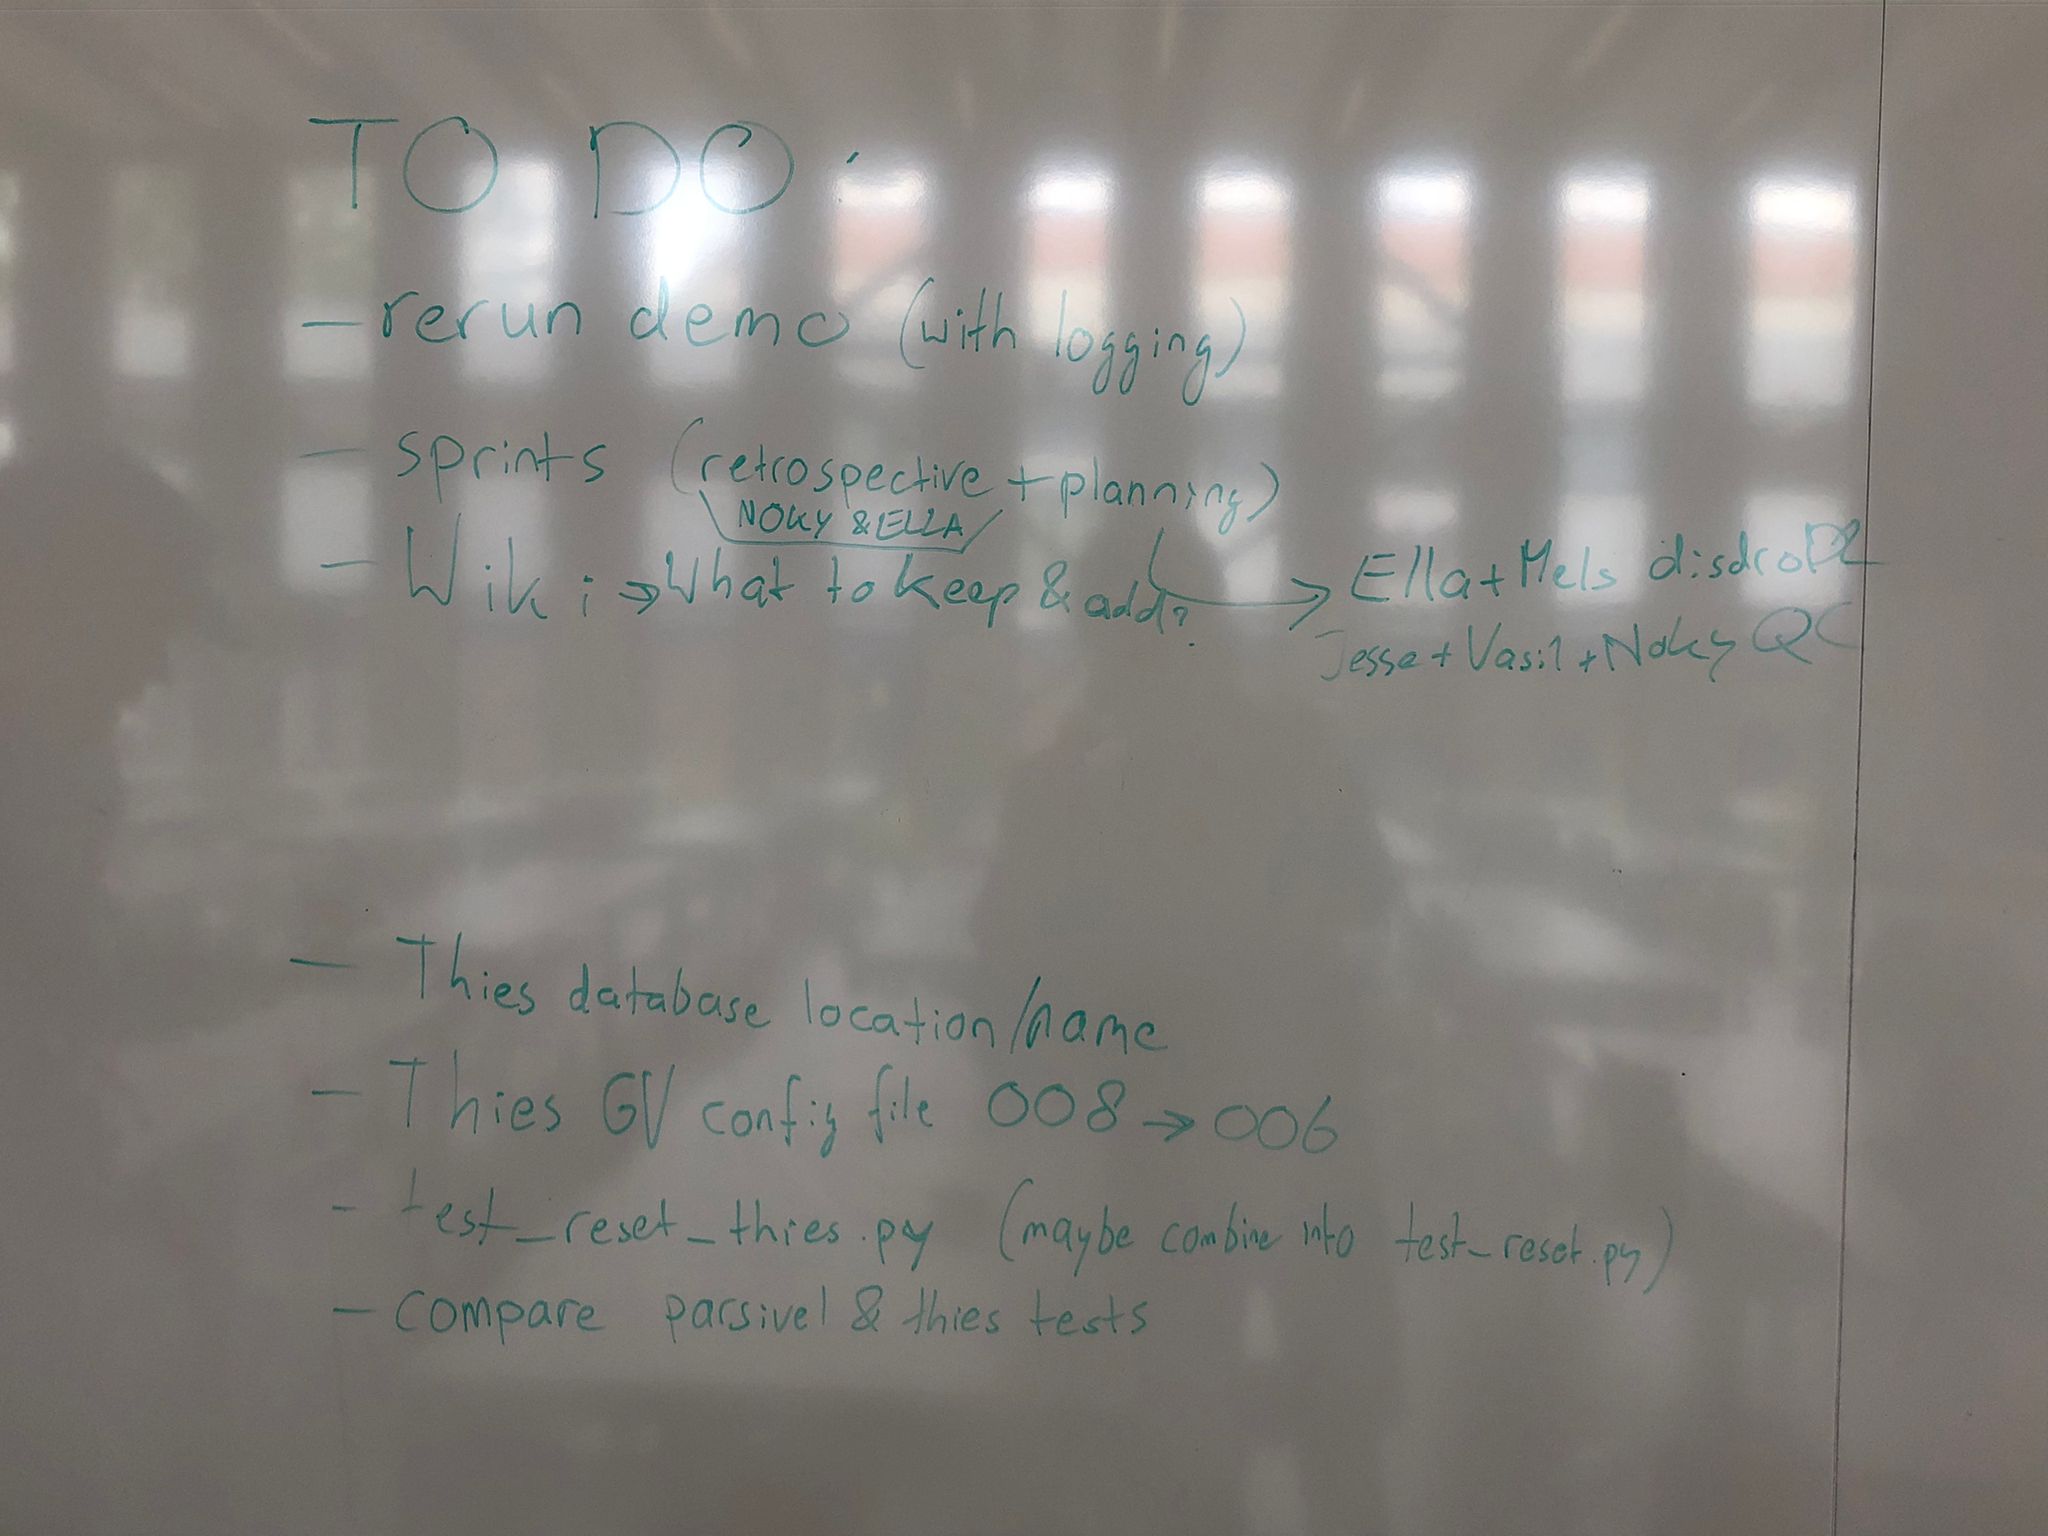 TO DO:
- rerun demo (with logging)
- sprints (retrospective + planning)
NOKY & ELLA
- Wiki → What to keep & add?
Ella + Mels disdroDL
Jesse + Vasil + Noky QC
- Thies database location/name
- Thies GV config file 008 → 006
- test_reset_thies.py (maybe combine into test_reset.py)
- compare parsivel & thies tests